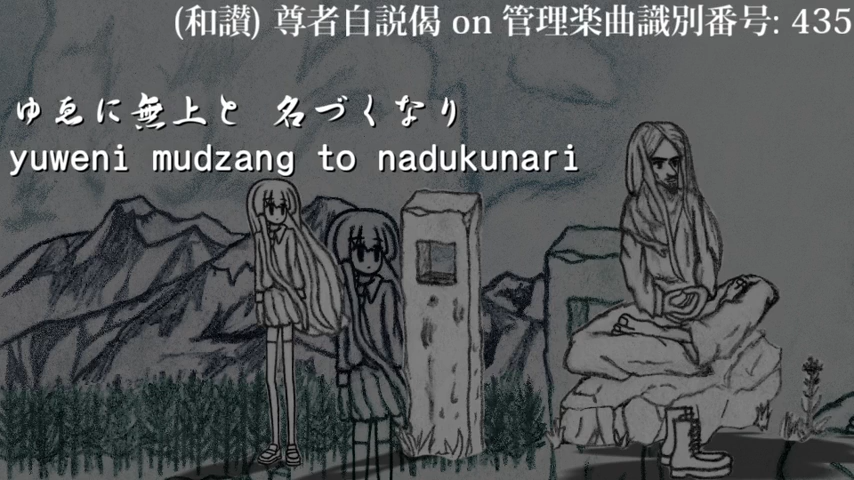 (和讃) 尊者自説偈 on 管理楽曲識別番号: 435
ゆゑに無上と 名づくなり
yuweni mudzang to nadukunari